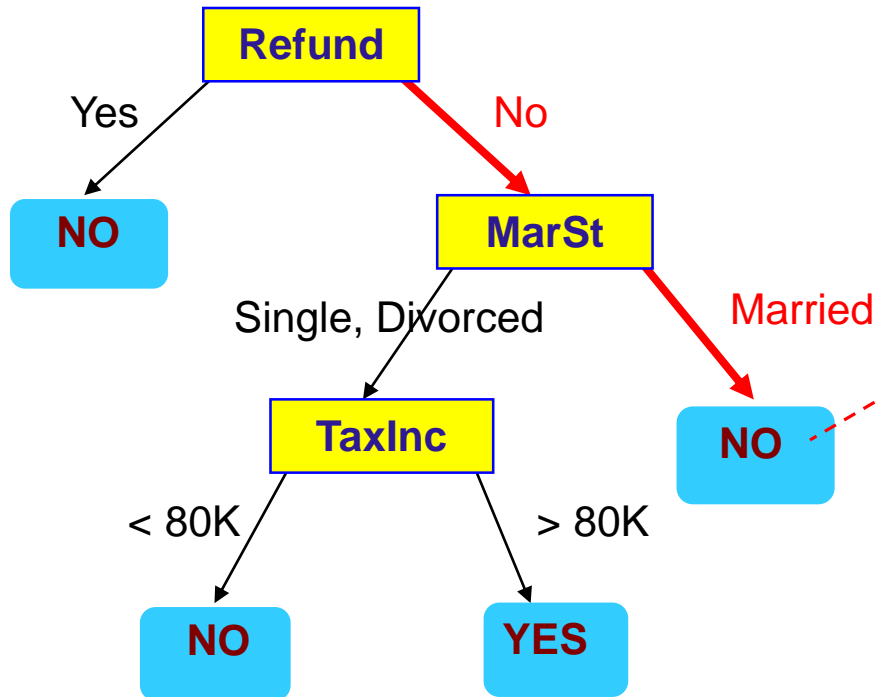 Refund
Yes
No
NO
MarSt
Single, Divorced
Married
TaxInc
NO
< 80K
> 80K
NO
YES